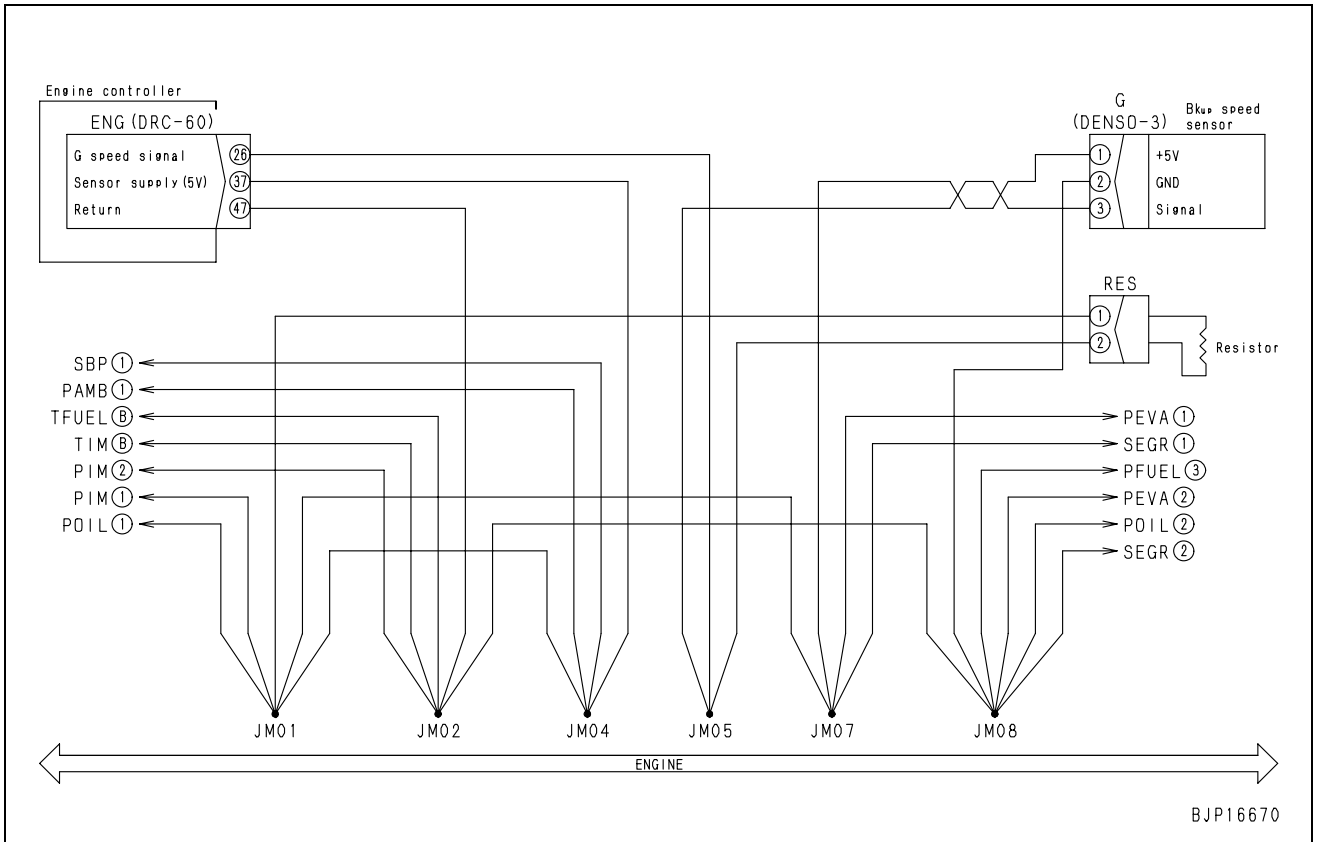 Engine controller
ENG (DRC-60)
G speed signal 26
Sensor supply (5V) 37
Return 47
G
(DENSO-3)
Bkup speed
sensor
1 +5V
2 GND
3 Signal
RES
1
2
Resistor
SBP 1
PAMB 1
TFUEL B
TIM B
PIM 2
PIM 1
POIL 1
PEVA 1
SEGR 1
PFUEL 3
PEVA 2
POIL 2
SEGR 2
JM01 JM02 JM04 JM05 JM07 JM08
ENGINE
BJP16670